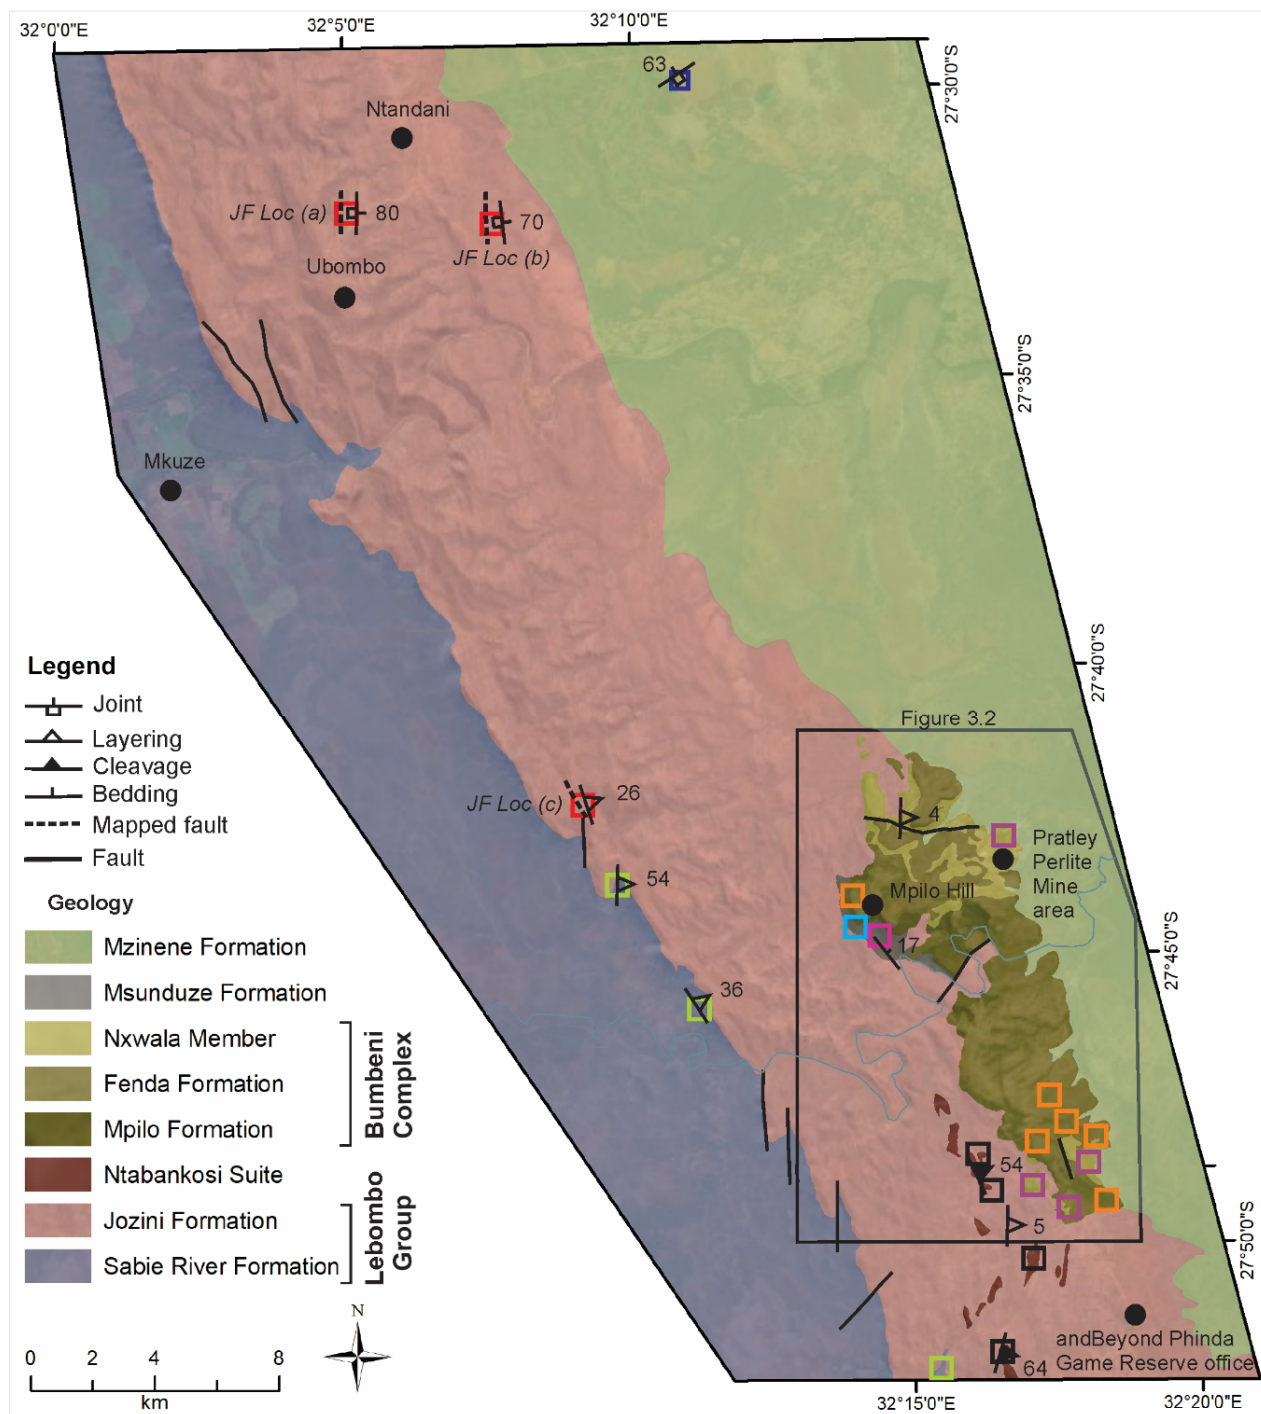 32°0'0"E
32°5'0"E
32°10'0"E
63
27°30'0"S
Ntandani
JF Loc (a)
80
70
JF Loc (b)
Ubombo
27°35'0"S
Mkuze
27°40'0"S
Legend
Joint
Layering
Cleavage
Bedding
Mapped fault
Fault
Figure 3.2
JF Loc (c)
26
4
Pratley
Perlite
Mine
area
54
Mpilo Hill
17
27°45'0"S
36
Geology
Mzinene Formation
Msunduze Formation
Nxwala Member
Fenda Formation
Mpilo Formation
Bumbeni
Complex
Ntabankosi Suite
Jozini Formation
Sabie River Formation
Lebombo
Group
54
5
27°50'0"S
N
0 2 4 8
km
andBeyond Phinda
Game Reserve office
64
32°15'0"E
32°20'0"E